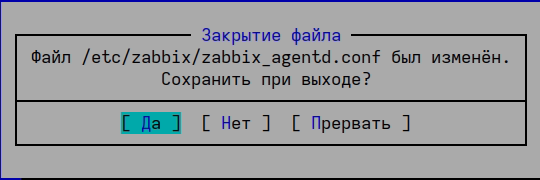 Закрытие файла
Файл /etc/zabbix/zabbix_agentd.conf был изменён.
Сохранить при выходе?
[ Да ] [ Нет ] [ Прервать ]